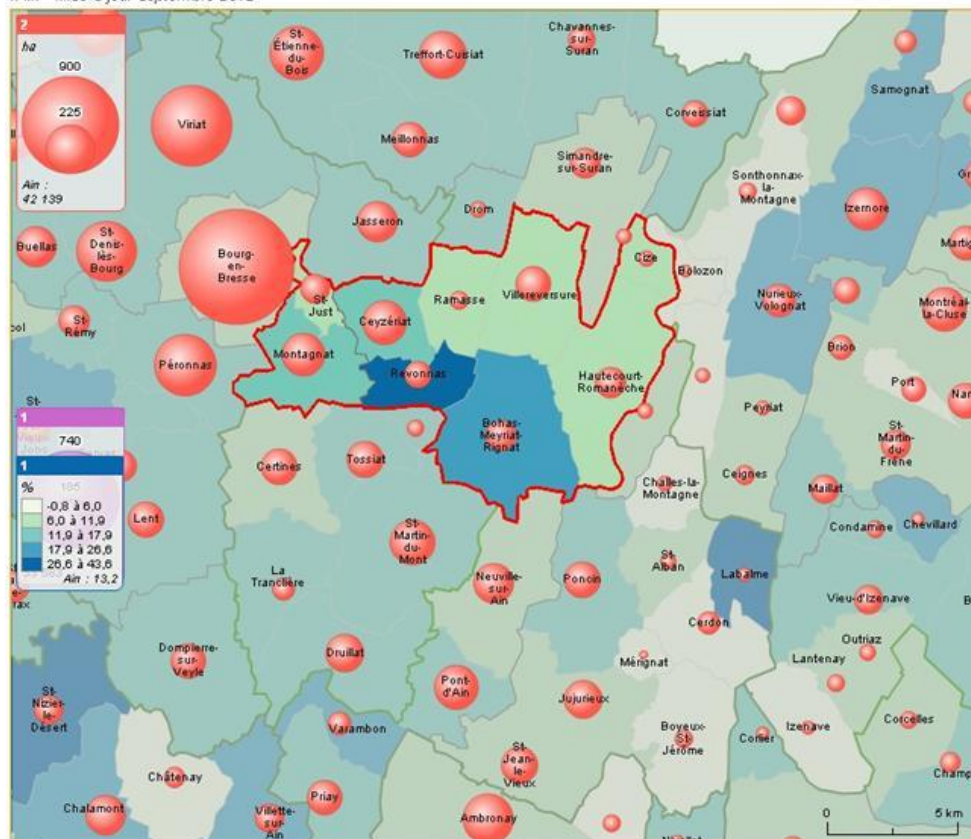 2
ha
900
225
Ain :
42 139
1
740
1
%
-0,8 à 6,0
6,0 à 11,9
11,9 à 17,9
17,9 à 26,6
26,6 à 43,6
Ain : 13,2
St-
Étienne-
du-
Bois
Treffort-Cuisiat
Chavannes-
sur-
Suran
Samognat
Viriat
Corveissiat
Meillonnas
Simandre-
sur-Suran
Sonthonnax-
la-
Montagne
Izernore
Drom
Jasseron
Buellas
St-
Denis-
lès-
Bourg
Bourg-
en-
Bresse
Cize
Bolozon
Villereversure
Ramasse
Nurieux-
Volognat
Montréal-
la-Cluse
St-
Just
Ceyzériat
St-
Rémy
Montagnat
Brion
Péronnas
Revonnas
Hautecourt-
Romanèche
Port
Peyriat
Bohas-
Meyriat-
Rignat
St-
Martin-
du-
Frêne
Certines
Tossiat
Challes-la-
Montagne
Ceignes
Maillat
Lent
Condamine
Chevillard
St-
Martin-
du-
Mont
La
Tranclière
Neuville-
sur-
Ain
Poncin
St-
Alban
Labalme
Vieu-d'Izenave
Cerdon
Outriaz
Lantenay
Mérignat
Druillat
Dompierre-
sur-
Veyle
Pont-
d'Ain
Jujurieux
St-
Nizier-
le-
Désert
Varambon
Boyeux-
St-
Jérôme
Corlier
Izenave
Corcelles
St-
Jean-
le-
Vieux
Châtenay
Champ
Priay
Chalamont
Villette-
sur-
Ain
Ambronay
0
5 km